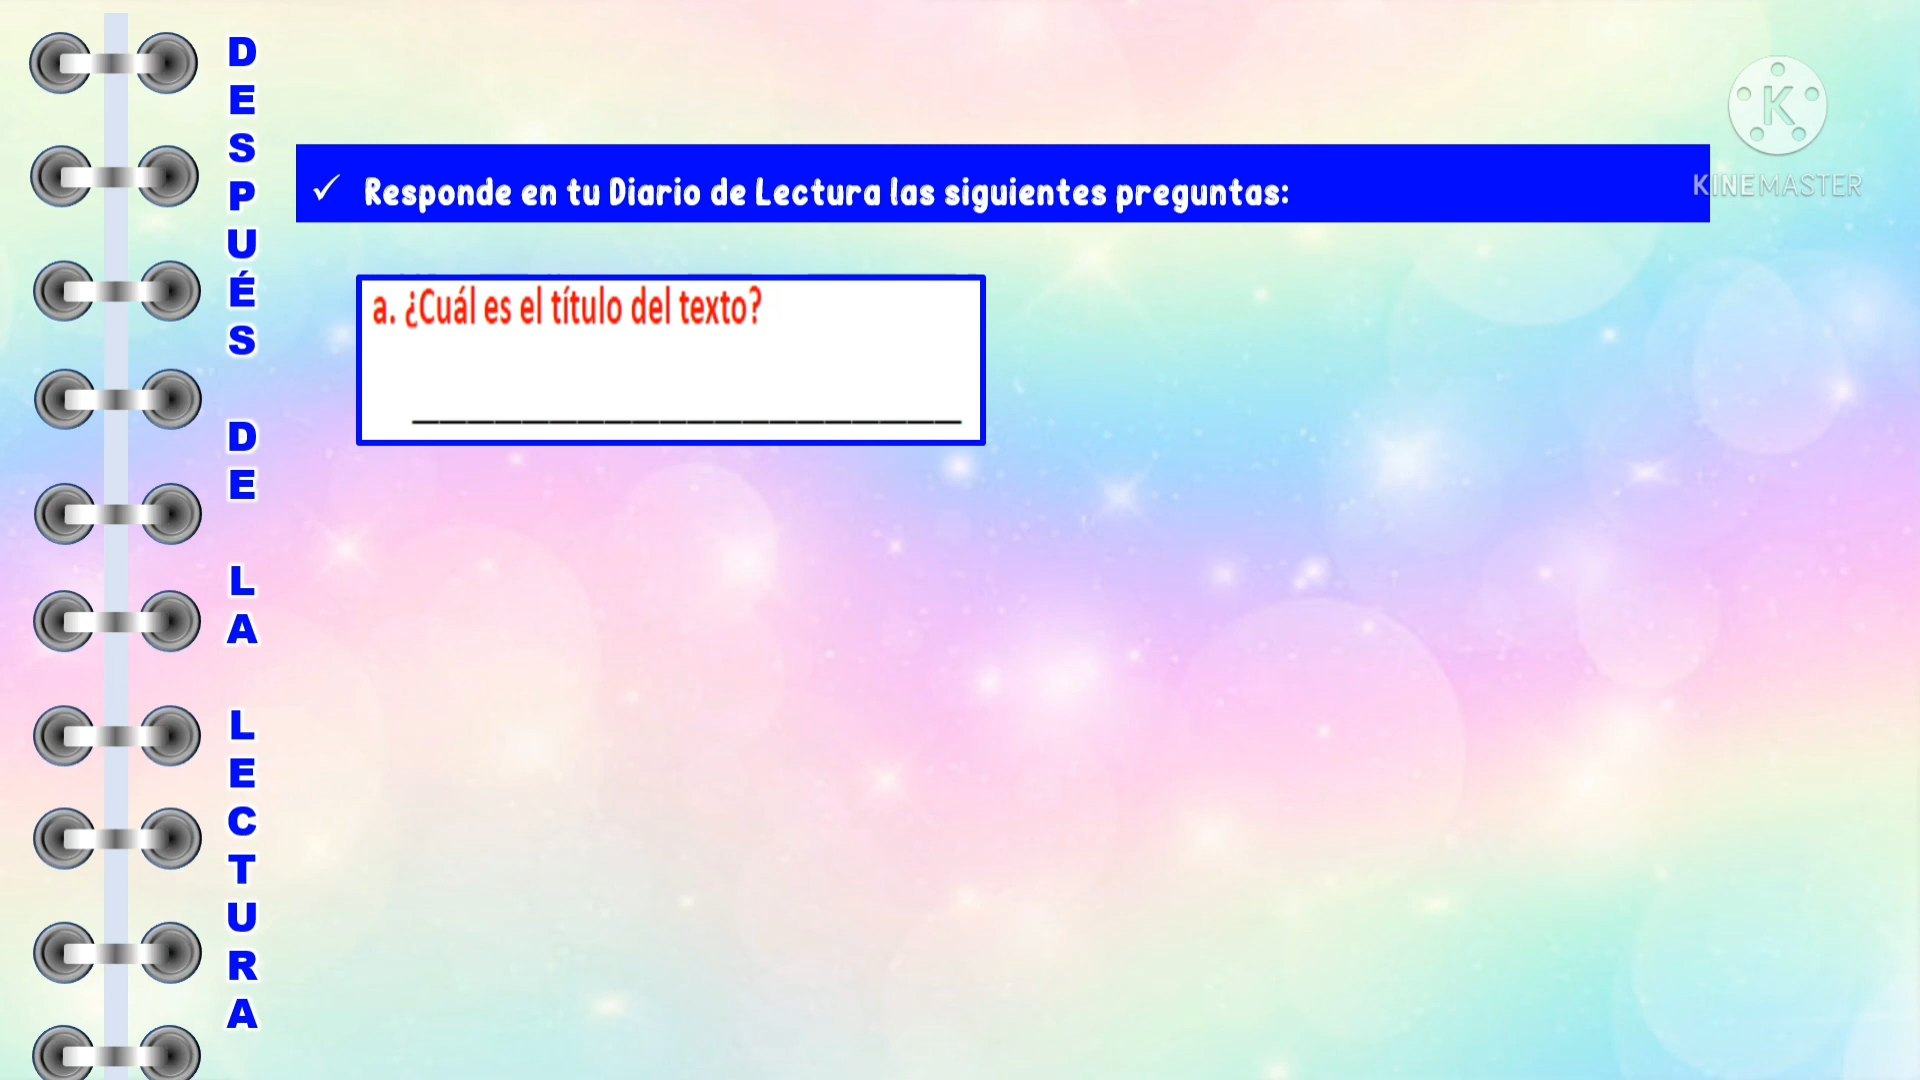 DESPUÉS DE LA LECTURA
✓ Responde en tu Diario de Lectura las siguientes preguntas:
a. ¿Cuál es el título del texto?
____________________
K
KINEMASTER